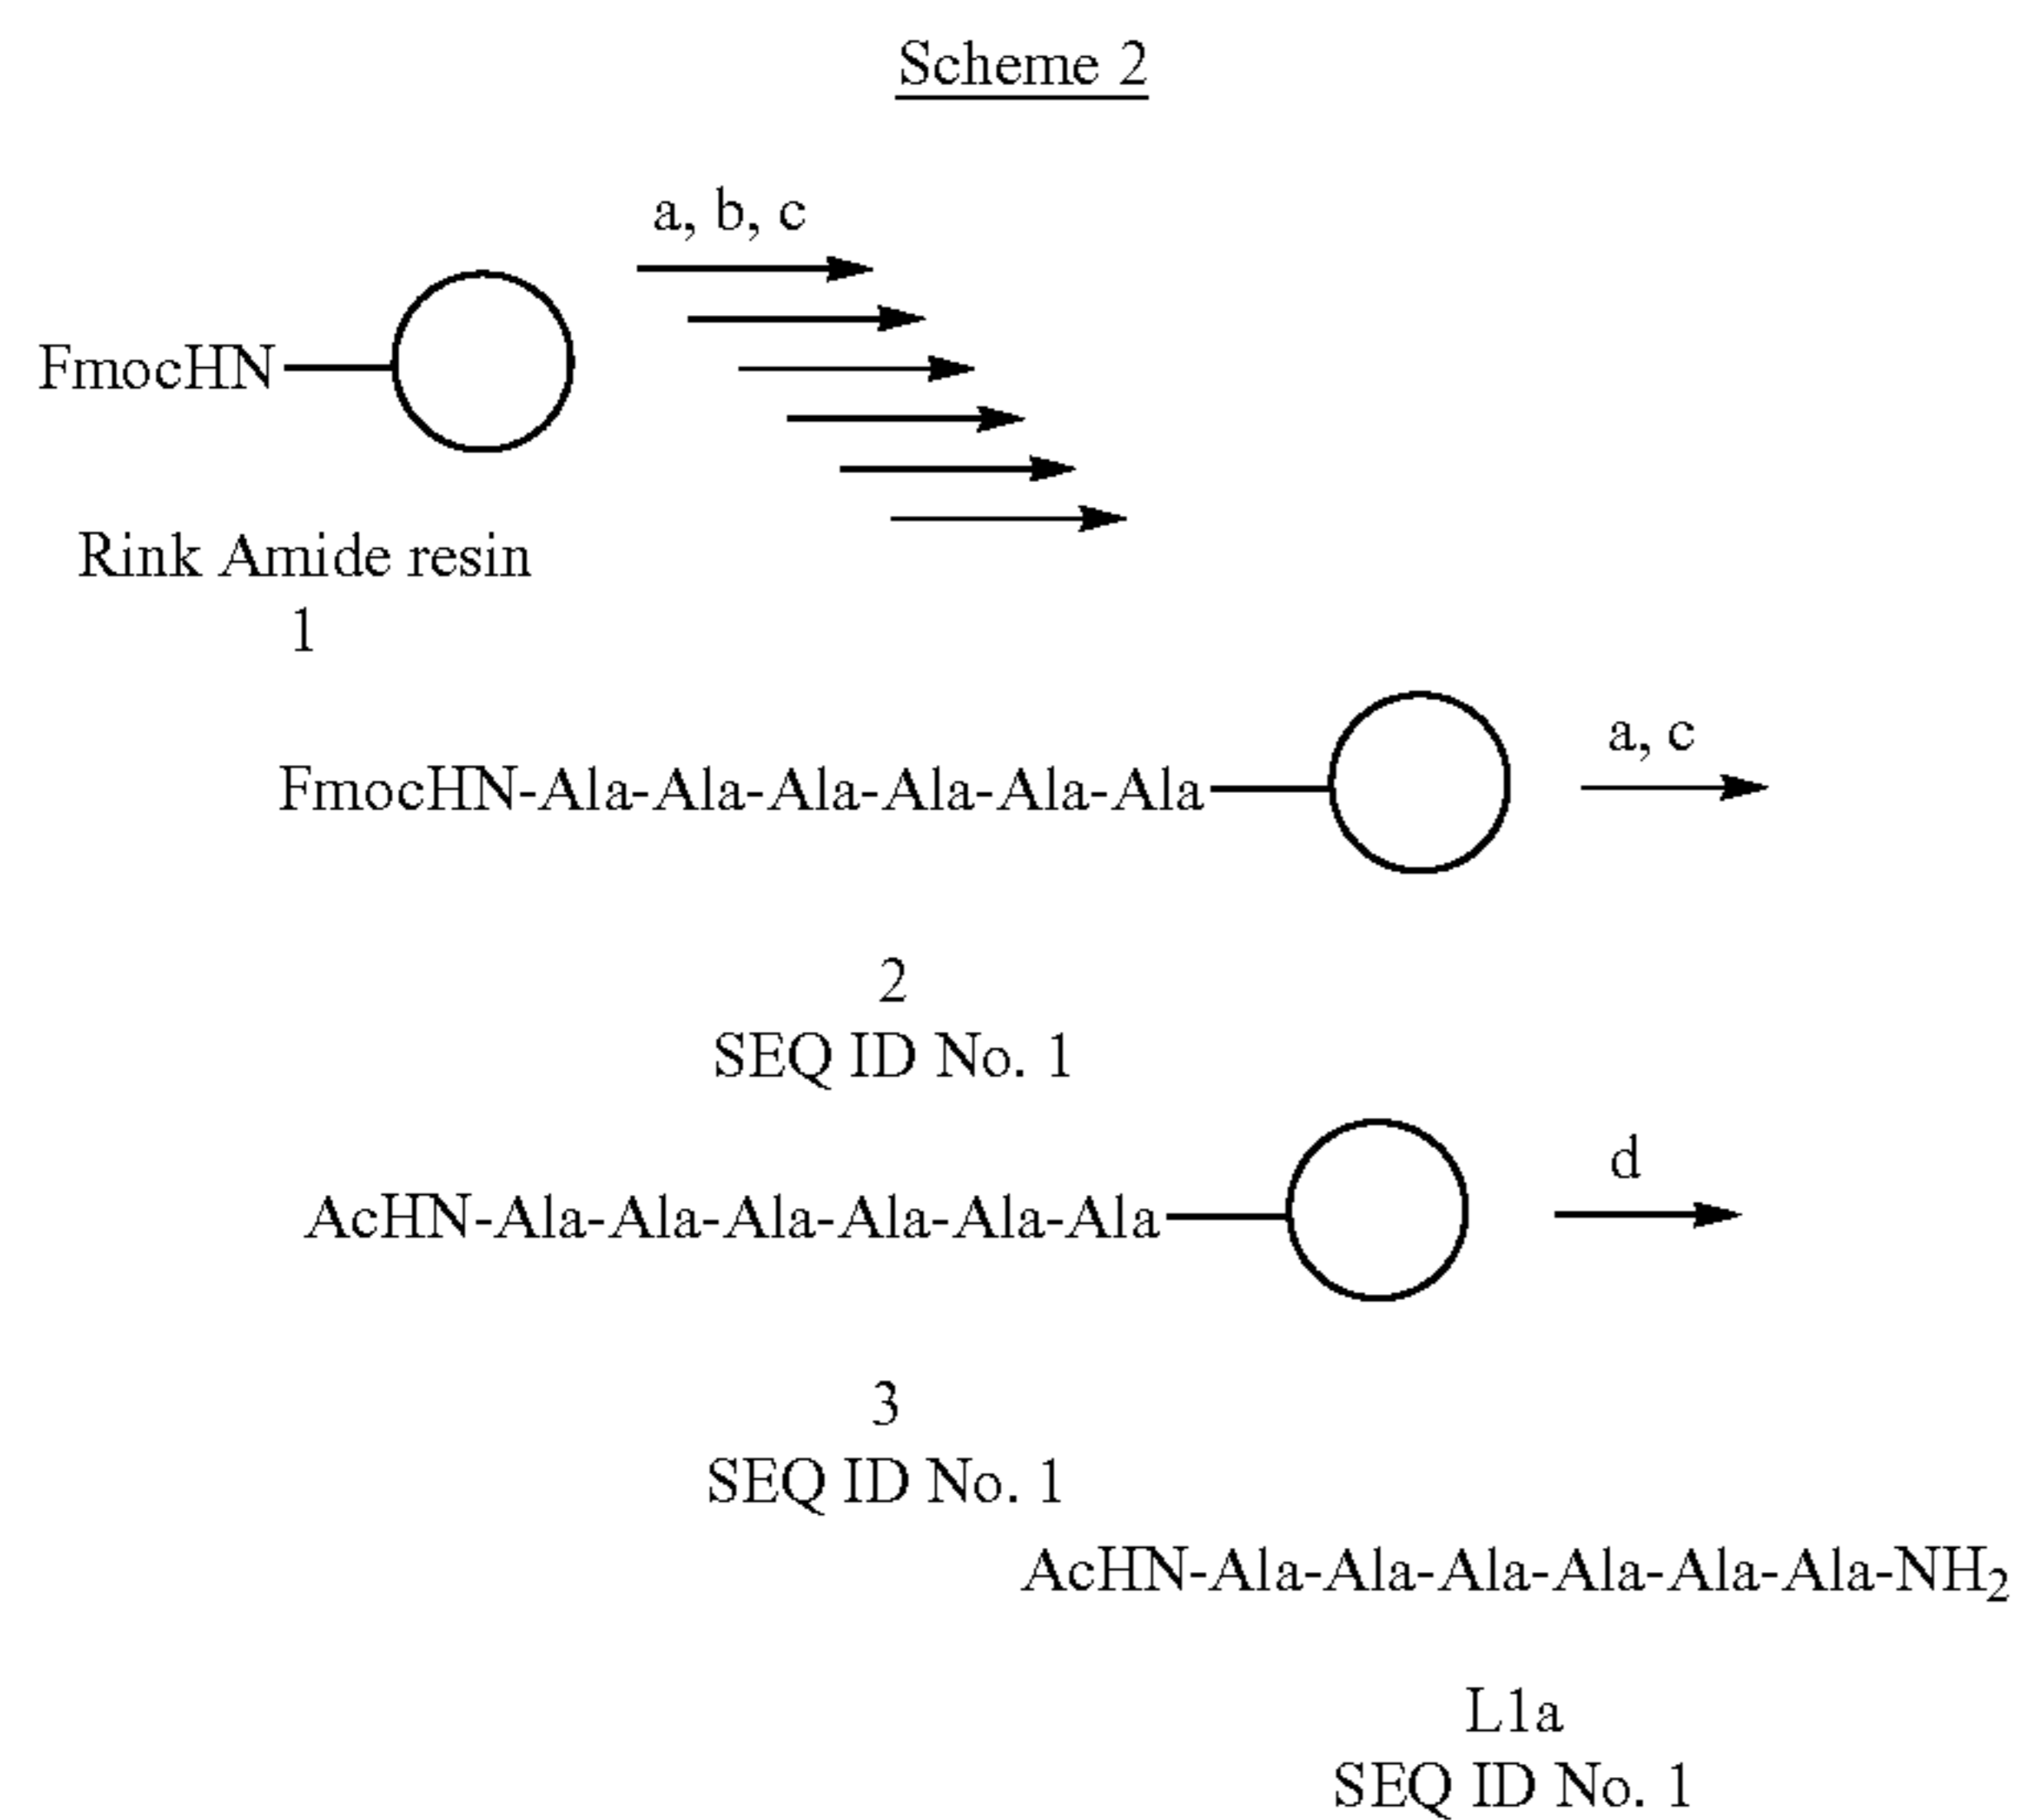 Scheme 2
a, b, c
FmocHN
Rink Amide resin
1
FmocHN-Ala-Ala-Ala-Ala-Ala-Ala
a, c
2
SEQ ID No. 1
AcHN-Ala-Ala-Ala-Ala-Ala-Ala
d
3
SEQ ID No. 1
AcHN-Ala-Ala-Ala-Ala-Ala-Ala-NH₂
L1a
SEQ ID No. 1